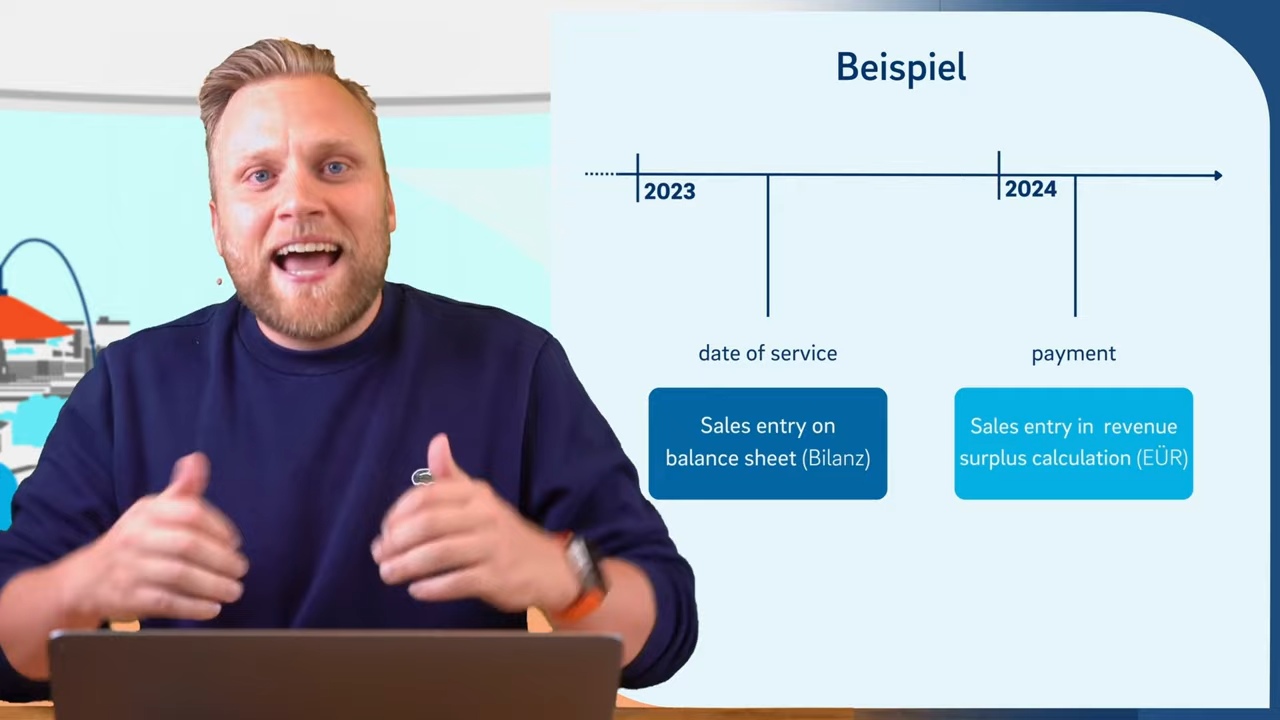 Beispiel
2023
2024
date of service
payment
Sales entry on
balance sheet (Bilanz)
Sales entry in revenue
surplus calculation (EÜR)